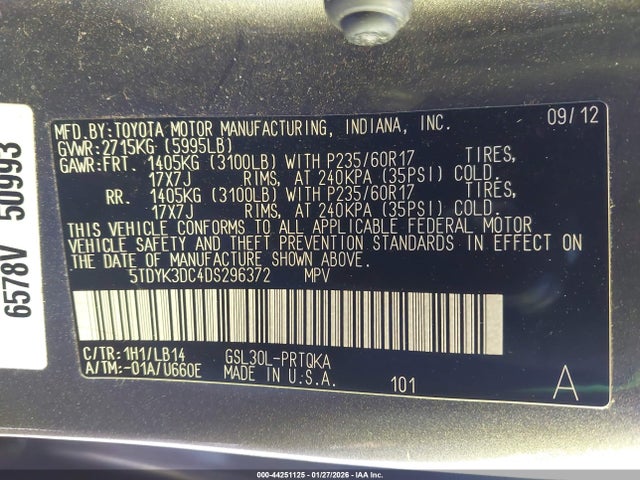 MFD. BY: TOYOTA MOTOR MANUFACTURING, INDIANA, INC. 09/12
GVWR: 2715KG (5995LB)
GAWR: FRT. 1405KG (3100LB) WITH P235/60R17 TIRES,
17X7J RIMS, AT 240KPA (35PSI) COLD.
RR. 1405KG (3100LB) WITH P235/60R17 TIRES,
17X7J RIMS, AT 240KPA (35PSI) COLD.
THIS VEHICLE CONFORMS TO ALL APPLICABLE FEDERAL MOTOR
VEHICLE SAFETY AND THEFT PREVENTION STANDARDS IN EFFECT ON
THE DATE OF MANUFACTURE SHOWN ABOVE.
5TDYK3DC4DS296372 MPV
C/TR: 1H1/LB14 GSL30L-PRTQKA
A/TM: -01A/U660E MADE IN U.S.A. 101 A
6578V 50993
000-44251125 - 01/27/2026 - IAA Inc.